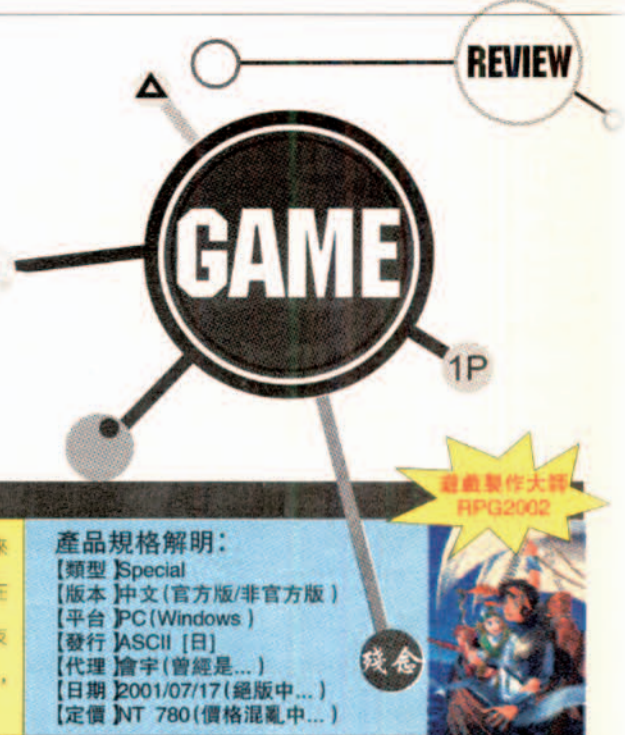 REVIEW
GAME
1P
遊戲製作大師
RPG2002
產品規格解明：
【類型】Special
【版本】中文(官方版/非官方版)
【平台】PC(Windows)
【發行】ASCII [日]
【代理】會宇(曾經是...)
【日期】2001/07/17(絕版中...)
【定價】NT 780(價格混亂中...)
殘念
來
在
，